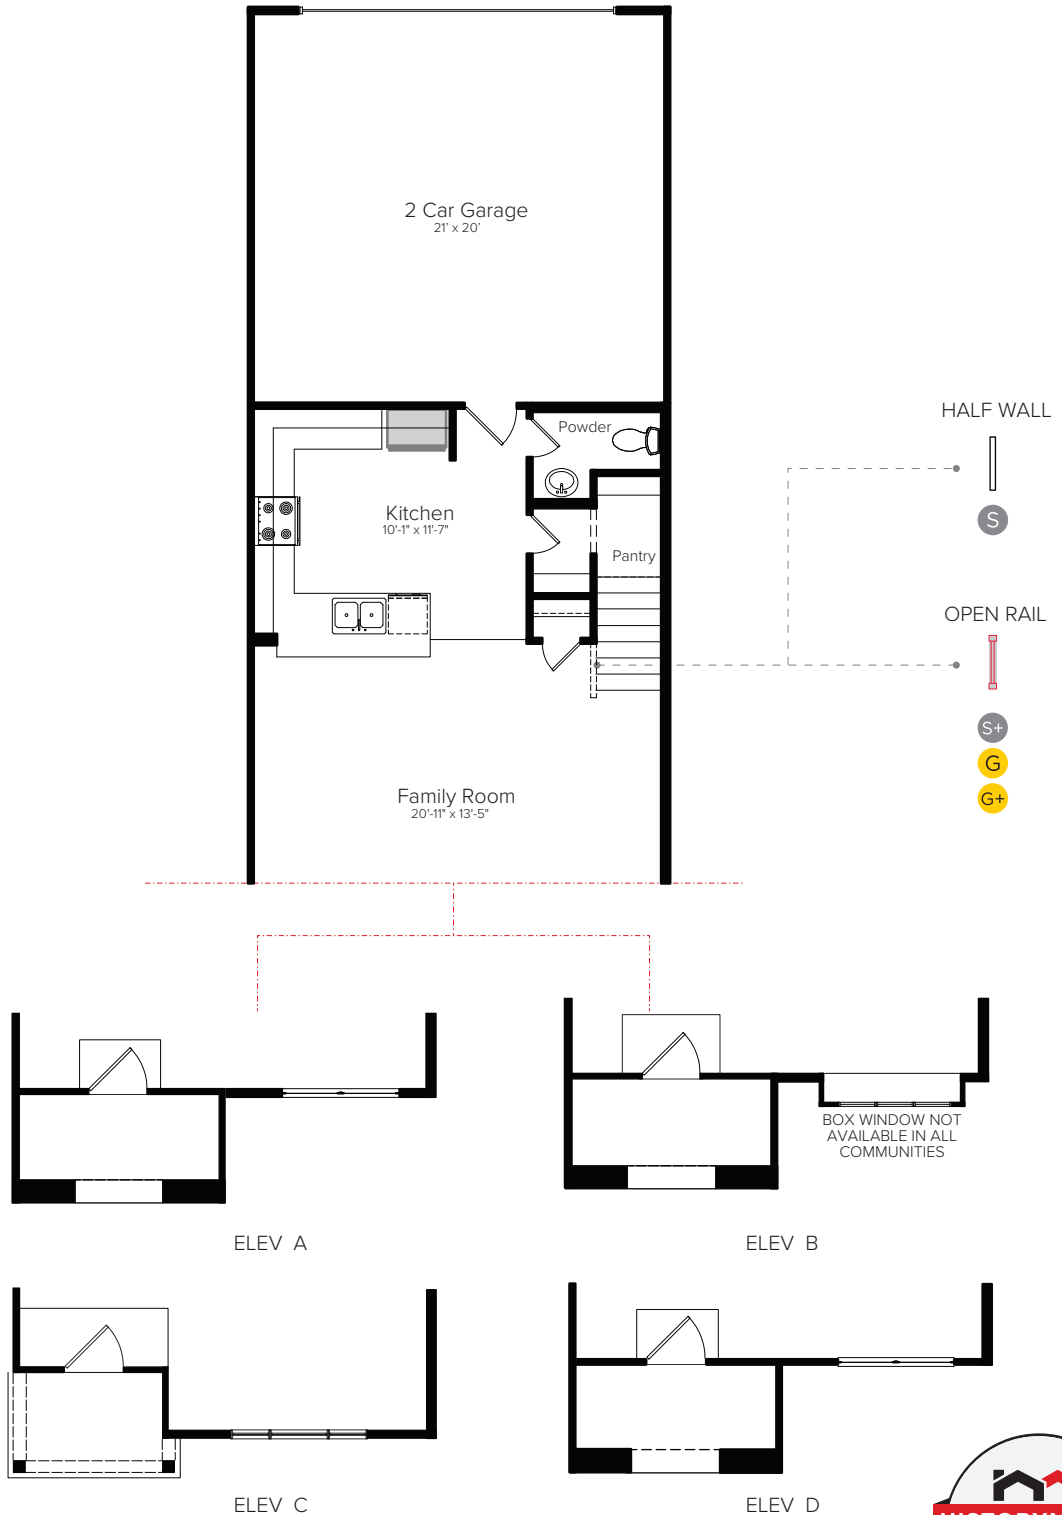 2 Car Garage
21' x 20'
HALF WALL
Powder
S
Kitchen
10'-1" x 11'-7"
Pantry
OPEN RAIL
S+
G
G+
Family Room
20'-11" x 13'-5"
BOX WINDOW NOT
AVAILABLE IN ALL
COMMUNITIES
ELEV A
ELEV B
ELEV C
ELEV D